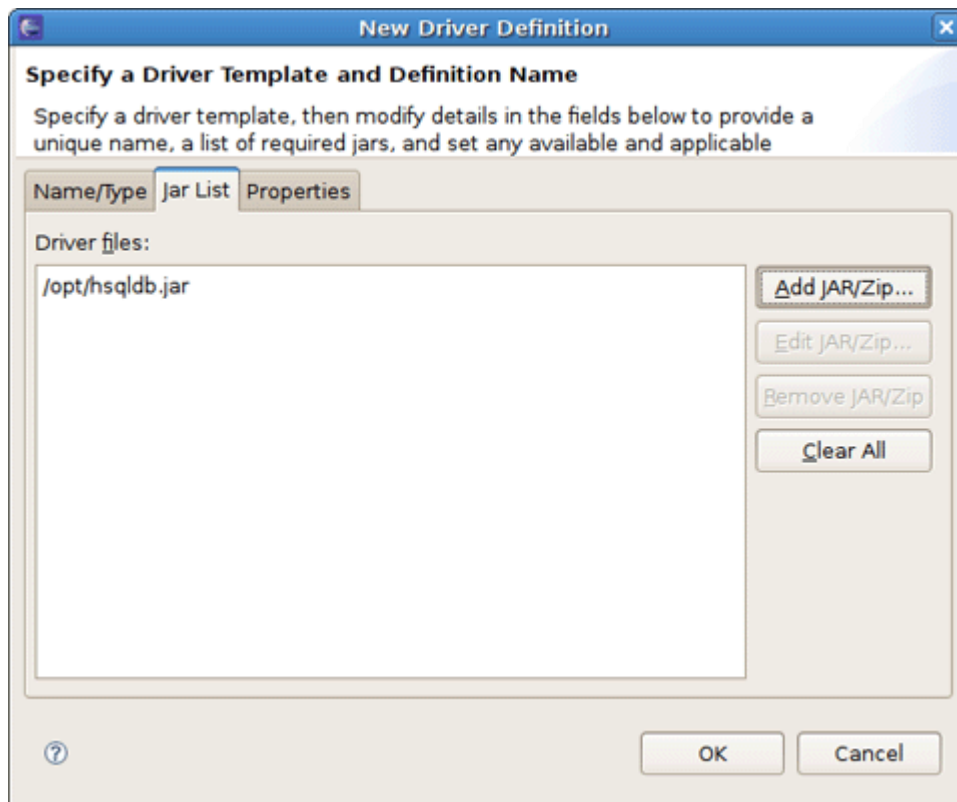 New Driver Definition
Specify a Driver Template and Definition Name
Specify a driver template, then modify details in the fields below to provide a
unique name, a list of required jars, and set any available and applicable
Name/Type Jar List Properties
Driver files:
/opt/hsqldb.jar
Add JAR/Zip...
Edit JAR/Zip...
Remove JAR/Zip
Clear All
OK Cancel